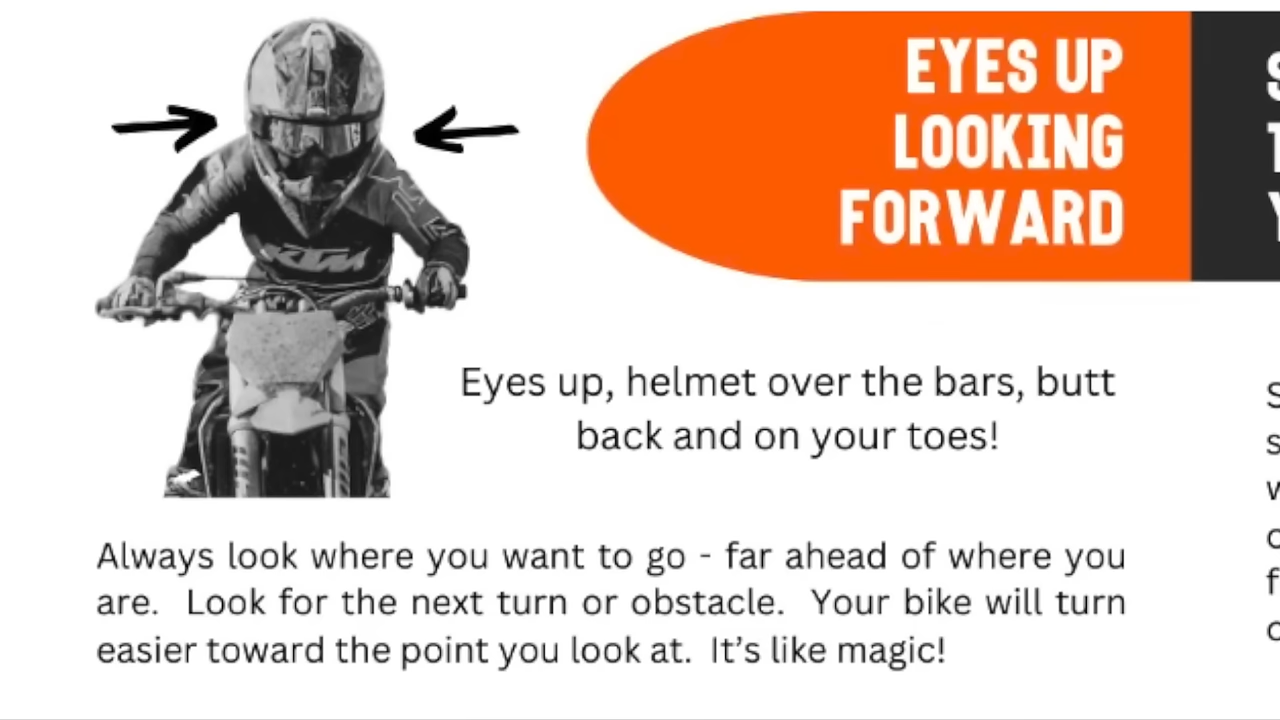 EYES UP
LOOKING
FORWARD
KTM
Eyes up, helmet over the bars, butt
back and on your toes!
Always look where you want to go - far ahead of where you
are.  Look for the next turn or obstacle.  Your bike will turn
easier toward the point you look at.  It’s like magic!